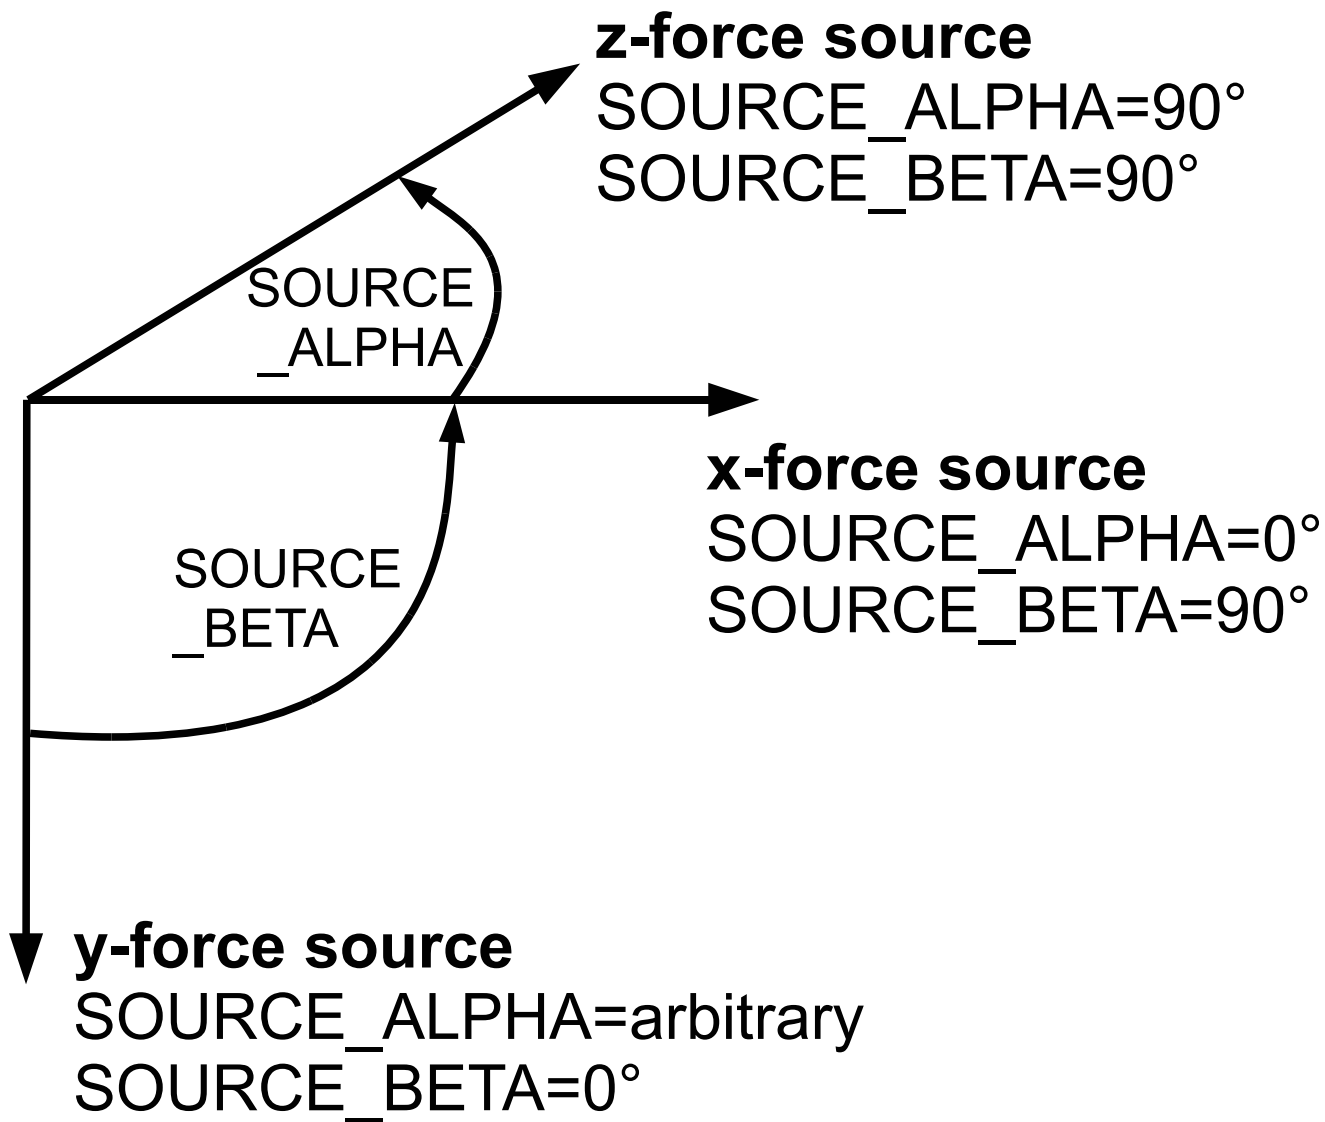 z-force source
SOURCE_ALPHA=90°
SOURCE_BETA=90°
SOURCE
_ALPHA
x-force source
SOURCE_ALPHA=0°
SOURCE_BETA=90°
SOURCE
_BETA
y-force source
SOURCE_ALPHA=arbitrary
SOURCE_BETA=0°